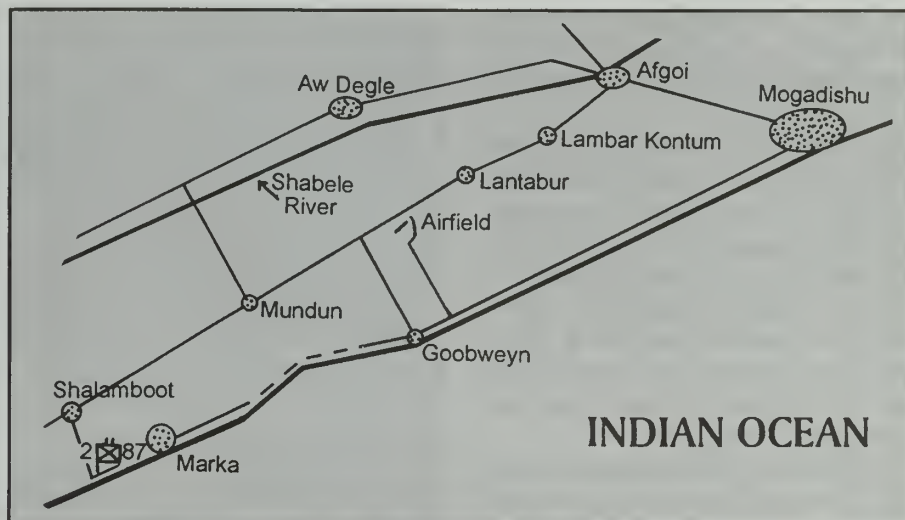 Afgoi
Aw Degle
Mogadishu
Lambar Kontum
Shabele
River
Lantabur
Airfield
Mundun
Goobweyn
Shalamboot
INDIAN OCEAN
2 87
Marka